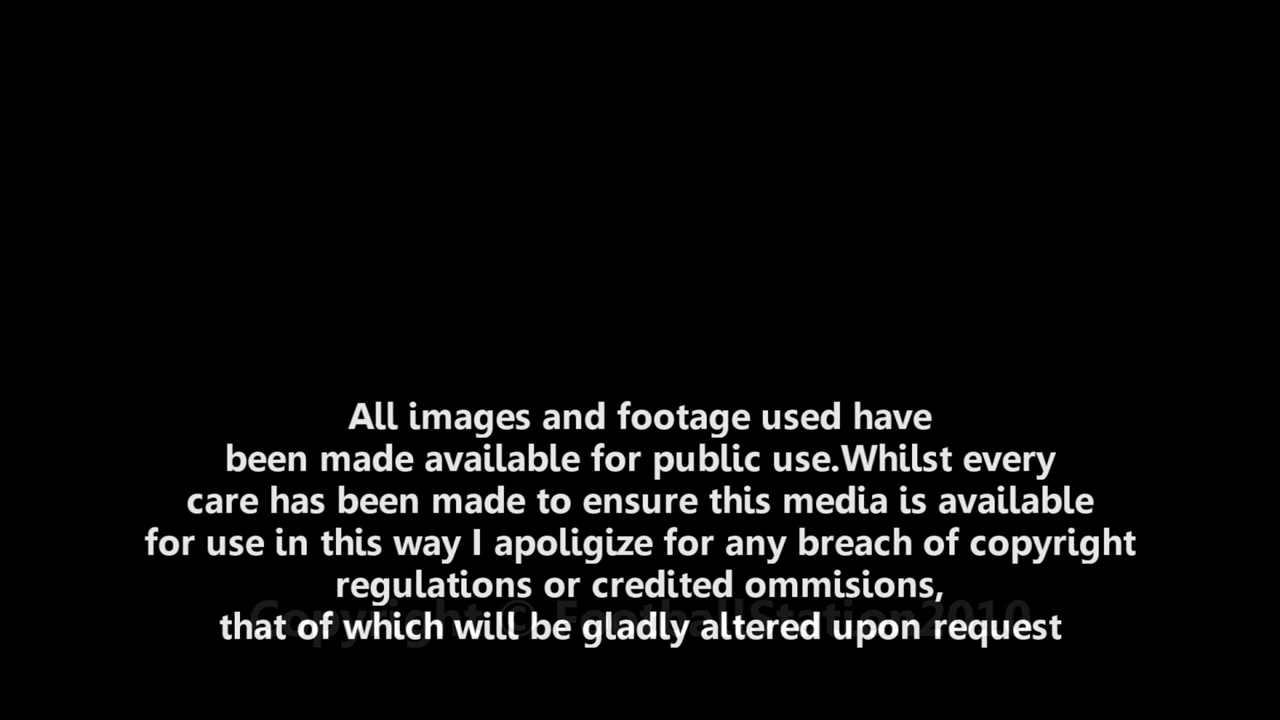 All images and footage used have
been made available for public use.Whilst every
care has been made to ensure this media is available
for use in this way I apoligize for any breach of copyright
regulations or credited ommisions,
that of which will be gladly altered upon request
Copyright © FootballStation2010